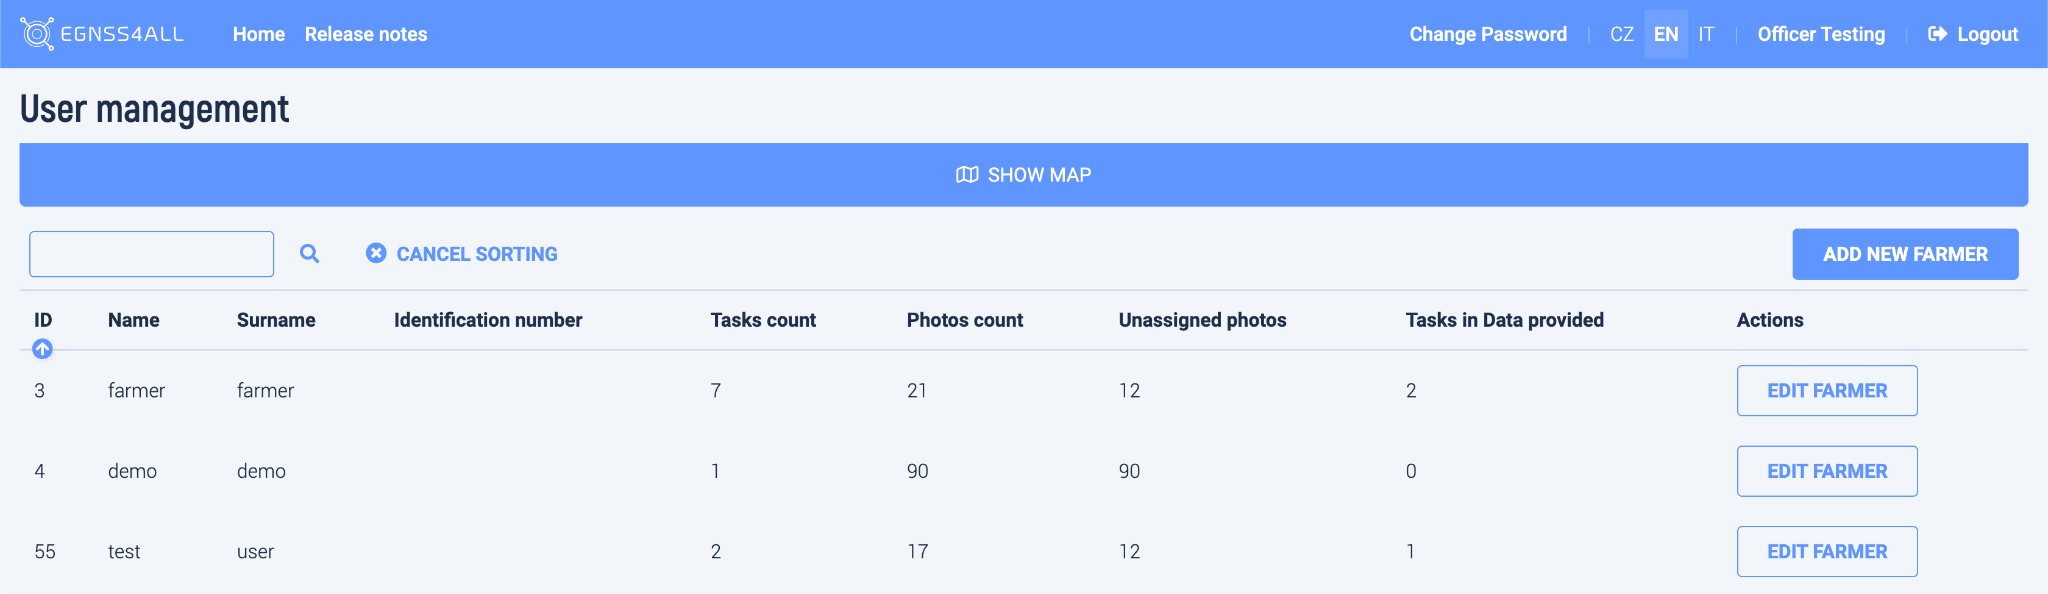 EGNSS4ALL Home Release notes Change Password CZ EN IT Officer Testing Logout
User management
SHOW MAP
CANCEL SORTING ADD NEW FARMER
ID Name Surname Identification number Tasks count Photos count Unassigned photos Tasks in Data provided Actions
3 farmer farmer 7 21 12 2 EDIT FARMER
4 demo demo 1 90 90 0 EDIT FARMER
55 test user 2 17 12 1 EDIT FARMER